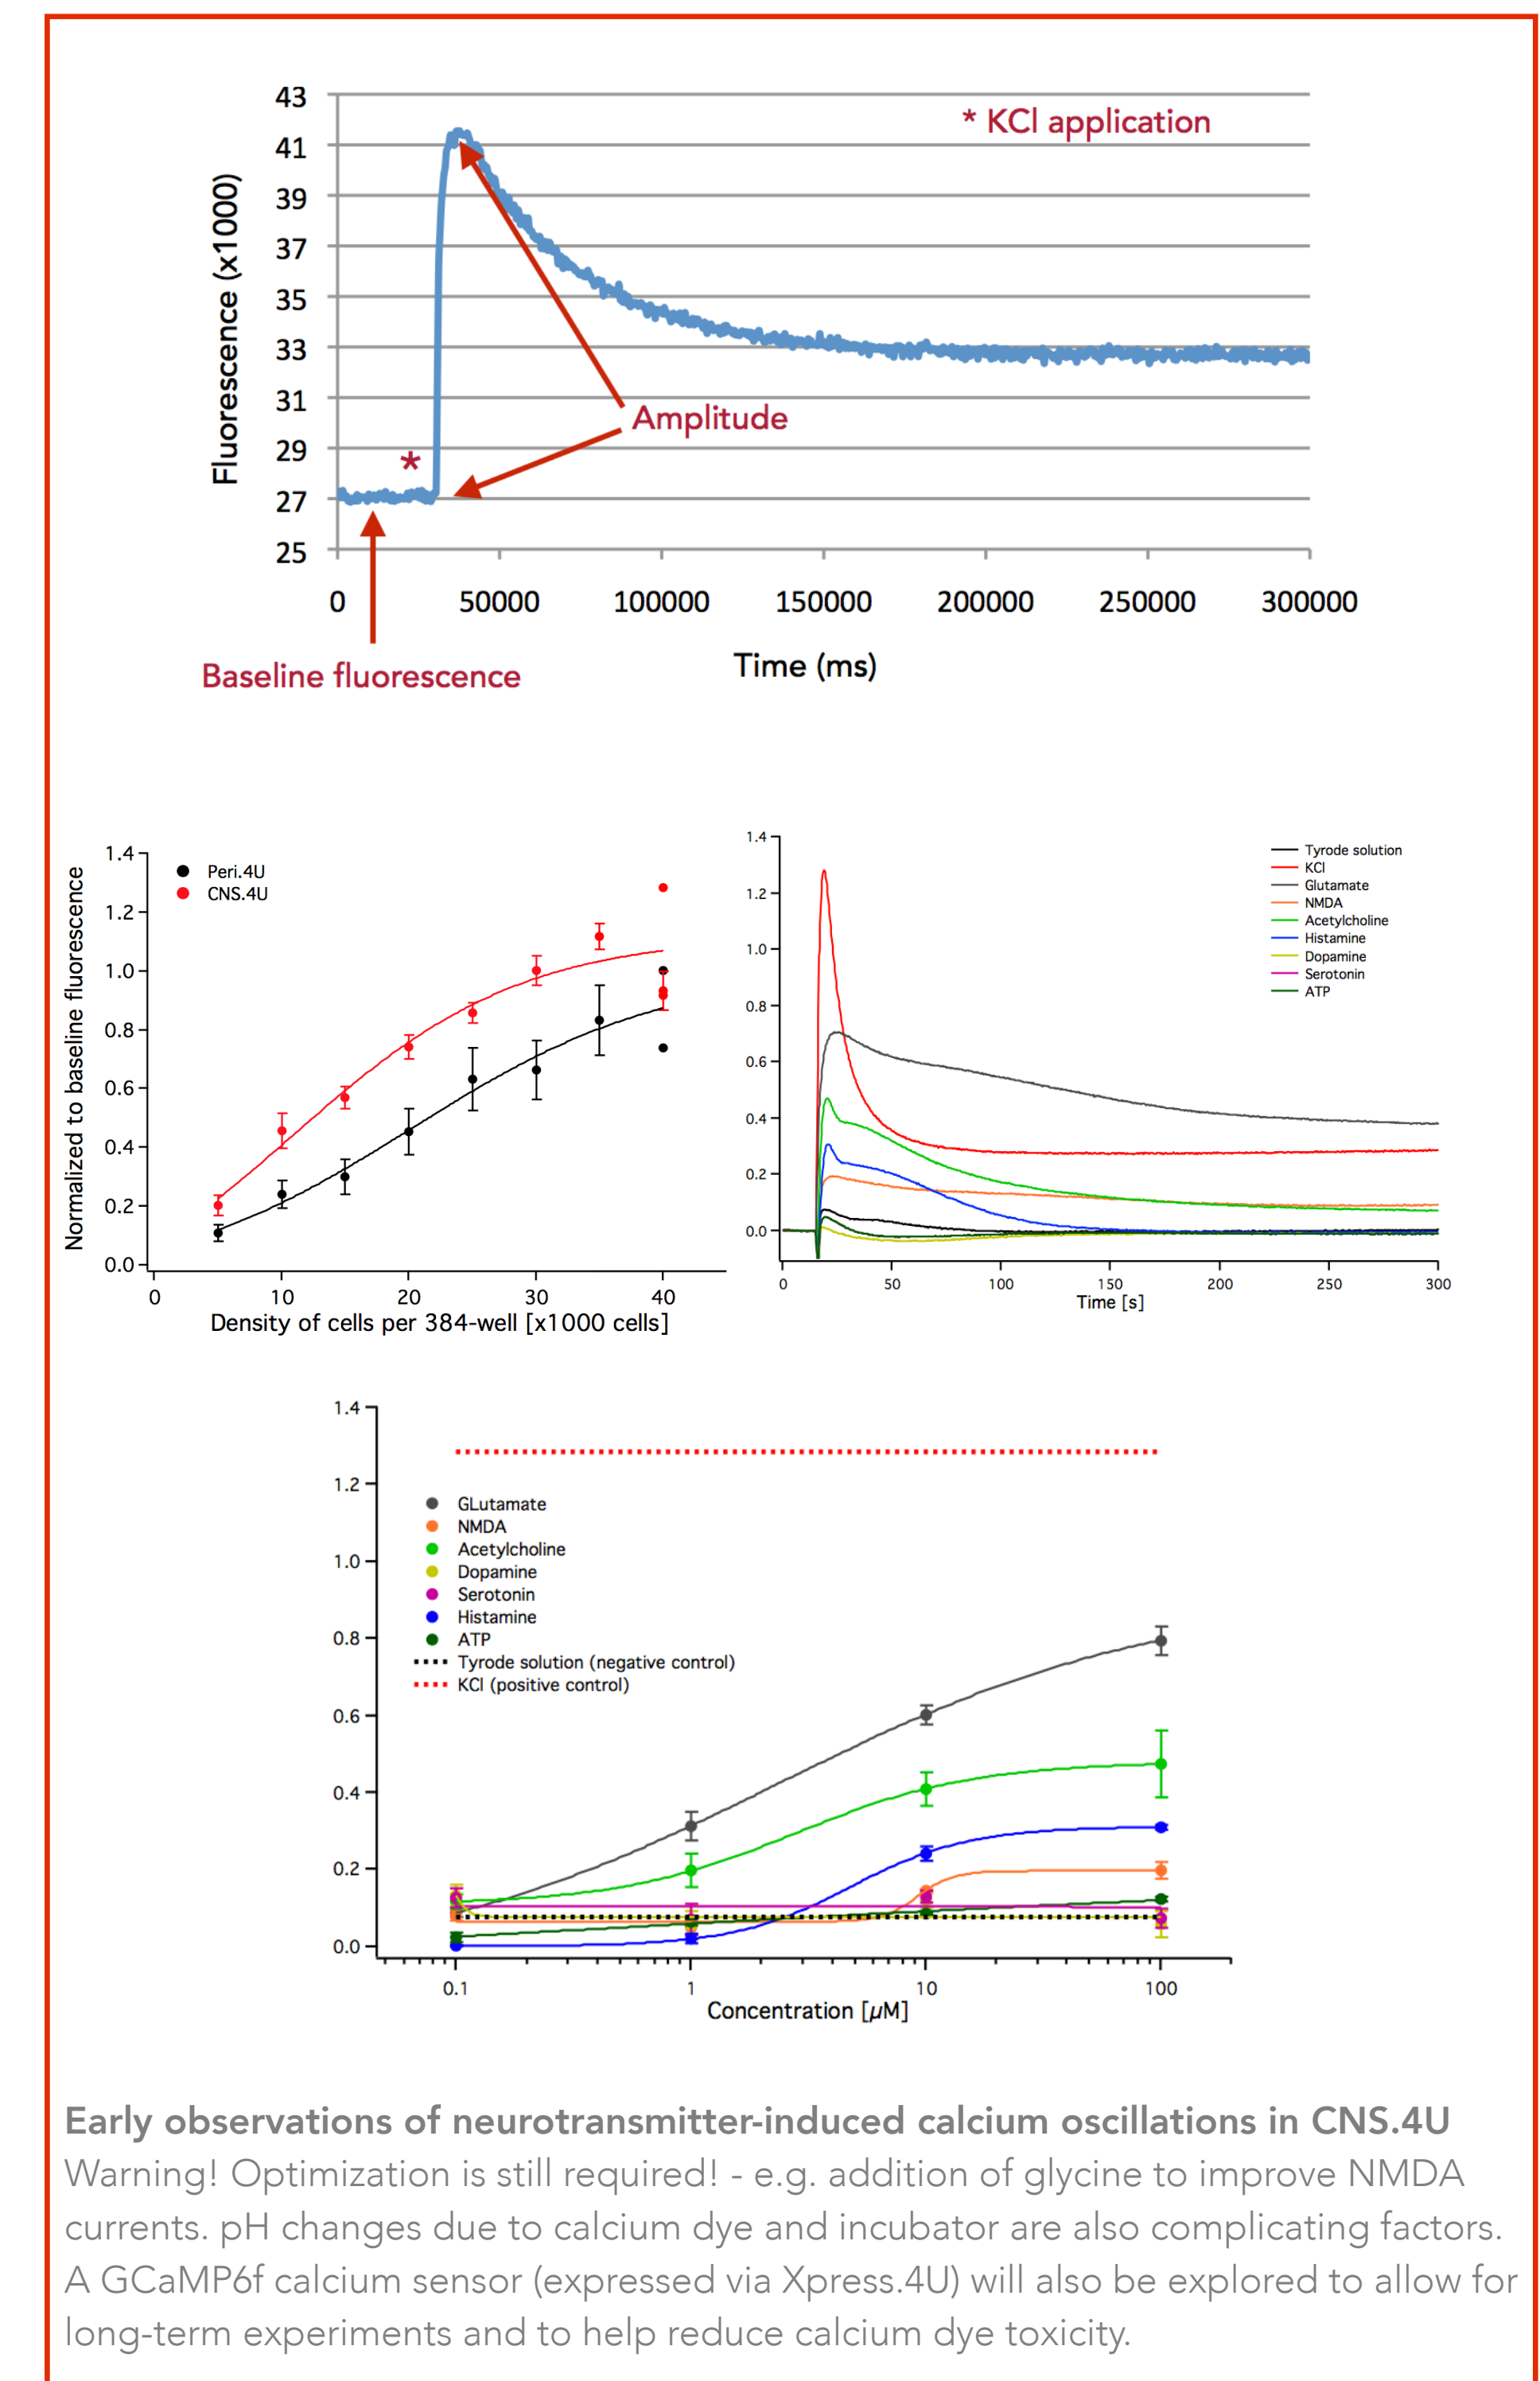 43
* KCl application
41
39
37
35
33
31
Amplitude
29
*
27
25
Fluorescence (x1000)
0 50000 100000 150000 200000 250000 300000
Time (ms)
Baseline fluorescence
Normalized to baseline fluorescence
1.4
1.2
1.0
0.8
0.6
0.4
0.2
0.0
Peri.4U
CNS.4U
0 10 20 30 40
Density of cells per 384-well [x1000 cells]
1.4
1.2
1.0
0.8
0.6
0.4
0.2
0.0
Tyrode solution
KCl
Glutamate
NMDA
Acetylcholine
Histamine
Dopamine
Serotonin
ATP
0 50 100 150 200 250 300
Time [s]
1.4
1.2
1.0
0.8
0.6
0.4
0.2
0.0
GLutamate
NMDA
Acetylcholine
Dopamine
Serotonin
Histamine
ATP
Tyrode solution (negative control)
KCl (positive control)
0.1 1 10 100
Concentration [µM]
Early observations of neurotransmitter-induced calcium oscillations in CNS.4U
Warning! Optimization is still required! - e.g. addition of glycine to improve NMDA
currents. pH changes due to calcium dye and incubator are also complicating factors.
A GCaMP6f calcium sensor (expressed via Xpress.4U) will also be explored to allow for
long-term experiments and to help reduce calcium dye toxicity.